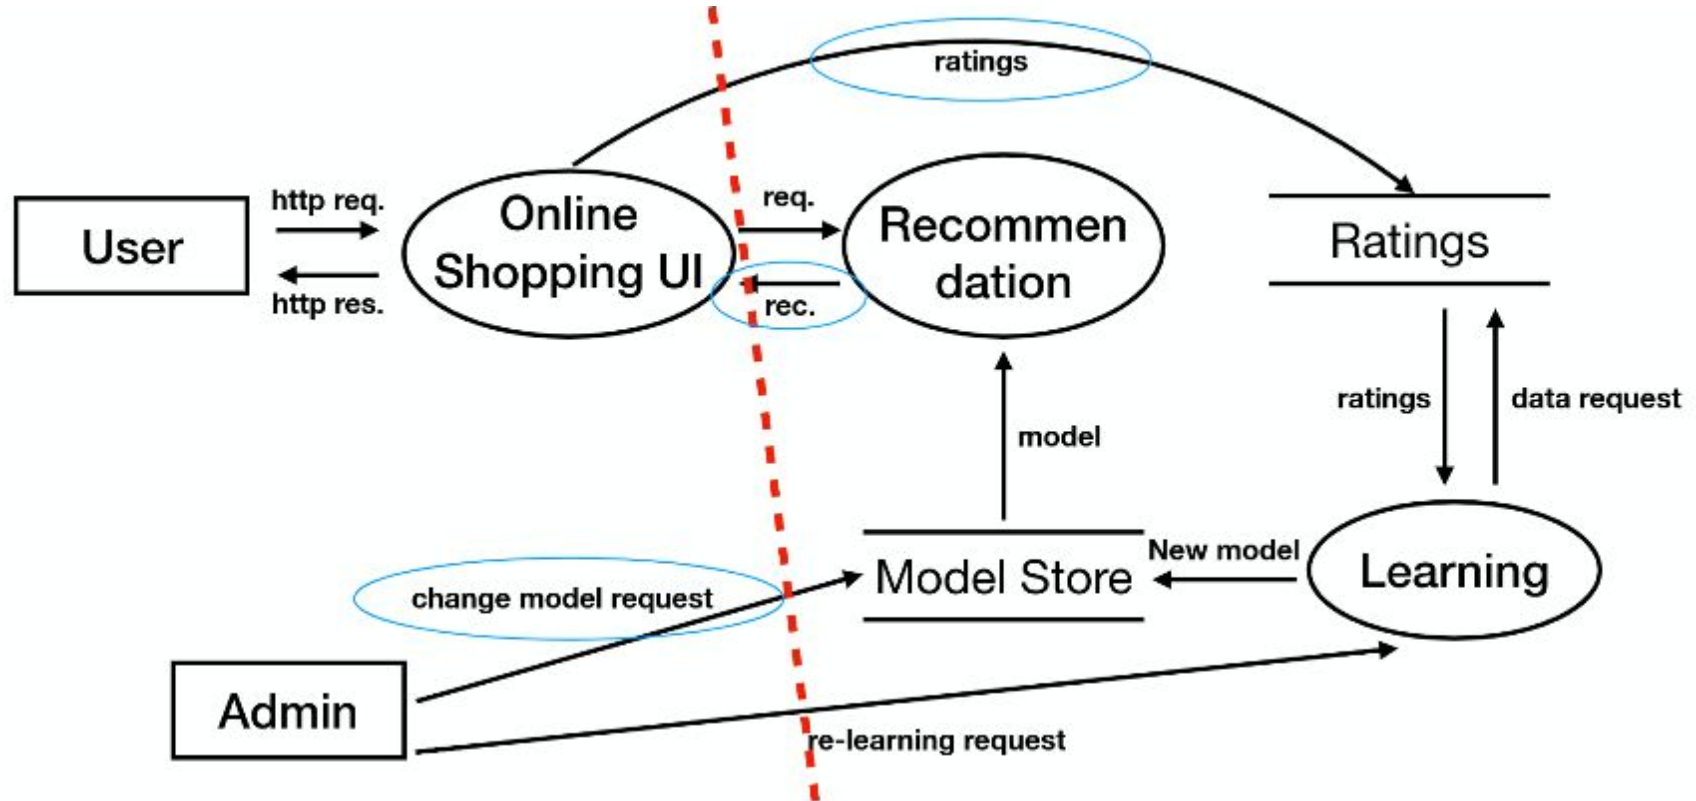 ratings
http req.
req.
User
Online
Shopping UI
Recommen
dation
Ratings
http res.
rec.
ratings
data request
model
New model
Model Store
Learning
change model request
Admin
re-learning request